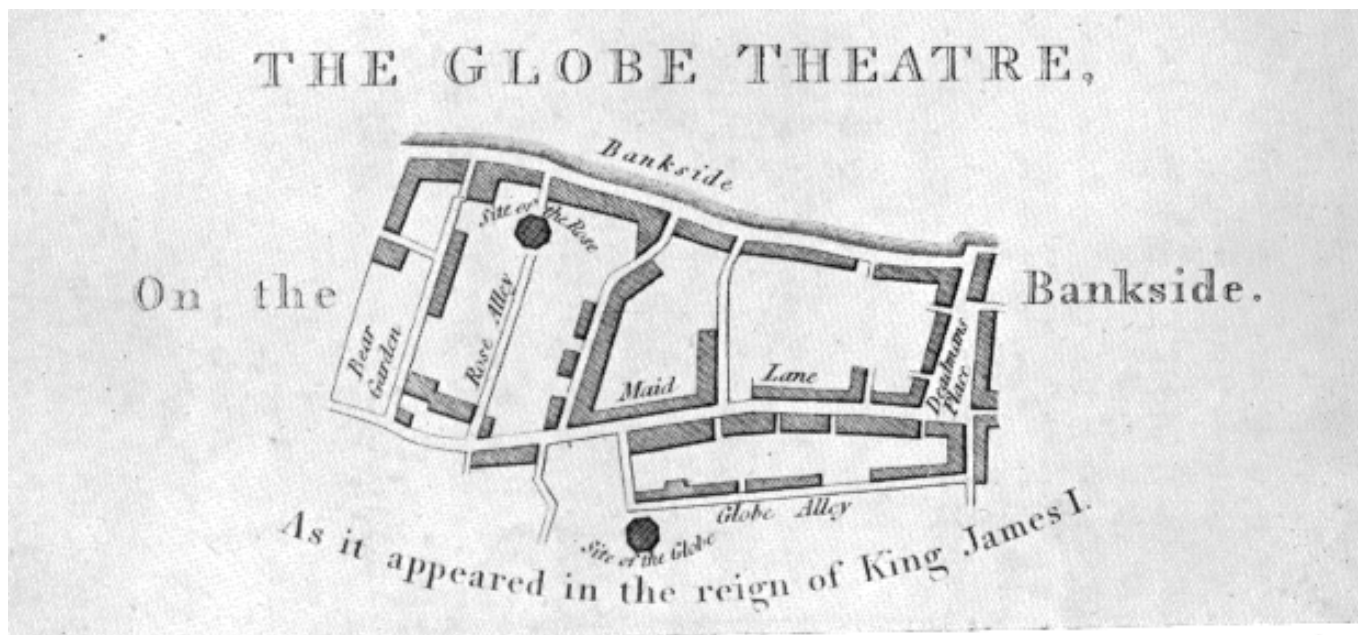 THE GLOBE THEATRE,
Bankside
Site of the Rose
On the
Bankside.
Bear
Garden
Rose Alley
Maid
Lane
Deadmans
Place
Globe Alley
Site of the Globe
As it appeared in the reign of King James I.